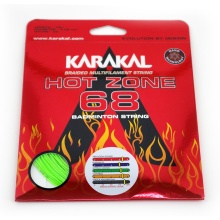 KARAKAL
BRAIDED MULTIFILAMENT STRING
HOT ZONE
68
BADMINTON STRING